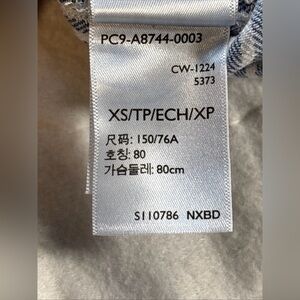 PC9-A8744-0003
CW-1224
5373
XS/TP/ECH/XP
尺码: 150/76A
호칭: 80
가슴둘레: 80cm
S110786 NXBD